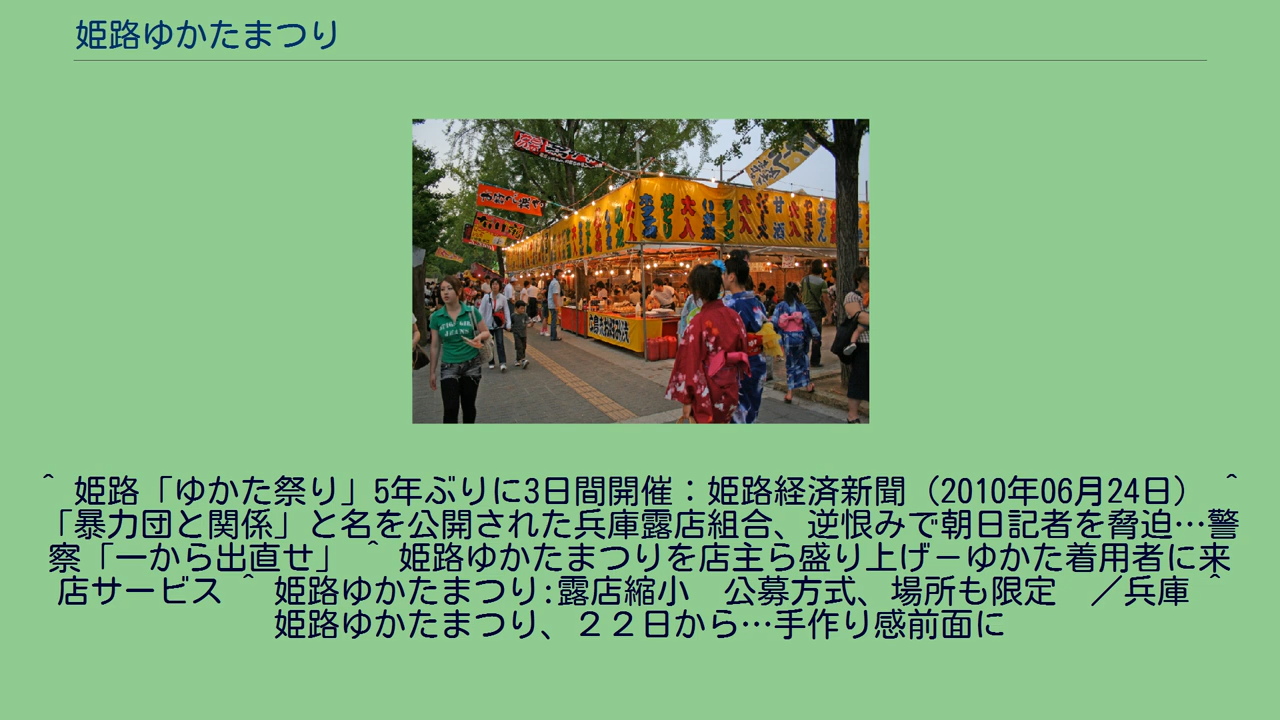 姫路ゆかたまつり
大入
甘酒
大入
^ 姫路「ゆかた祭り」5年ぶりに3日間開催：姫路経済新聞（2010年06月24日） ^
「暴力団と関係」と名を公開された兵庫露店組合、逆恨みで朝日記者を脅迫…警
察「一から出直せ」 ^ 姫路ゆかたまつりを店主ら盛り上げ－ゆかた着用者に来
店サービス ^ 姫路ゆかたまつり:露店縮小　公募方式、場所も限定　／兵庫 ^
姫路ゆかたまつり、２２日から…手作り感前面に